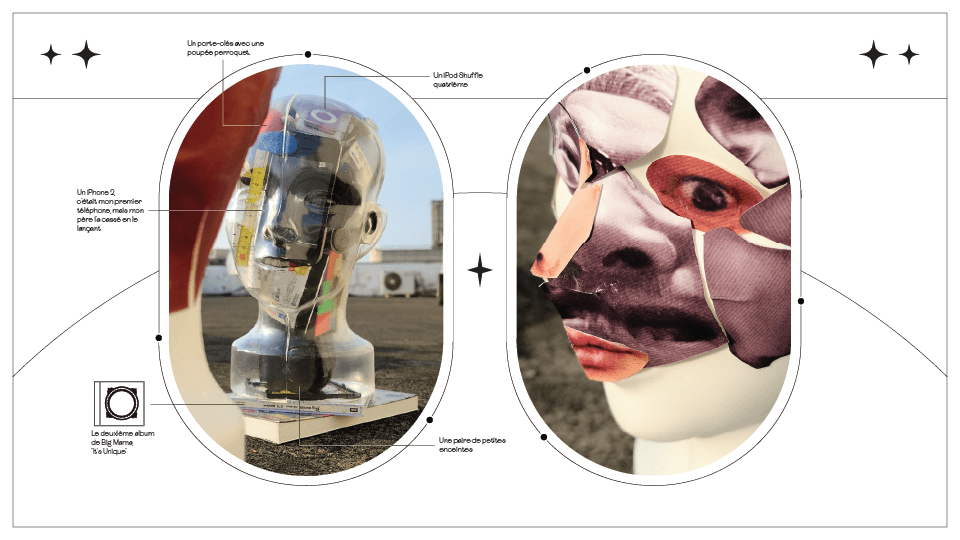 Un porte-clés avec une
poupée perroquet.
Un iPod Shuffle
quatrième
Un iPhone 2,
c'était mon premier
téléphone, mais mon
père l'a cassé en le
lançant
Le deuxième album
de Big Mama,
"It's Unique"
Une paire de petites
enceintes